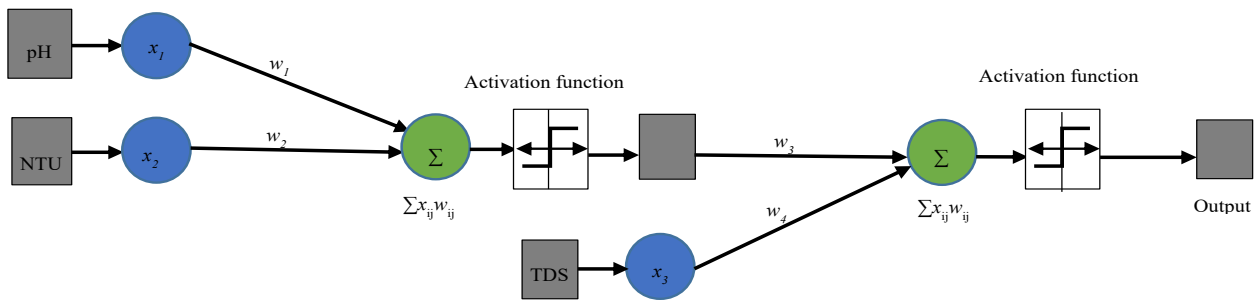 pH
x₁
w₁
Activation function
Activation function
NTU
x₂
w₂
Σ
w₃
Σ
∑xᵢⱼwᵢⱼ
w₄
∑xᵢⱼwᵢⱼ
Output
TDS
x₃